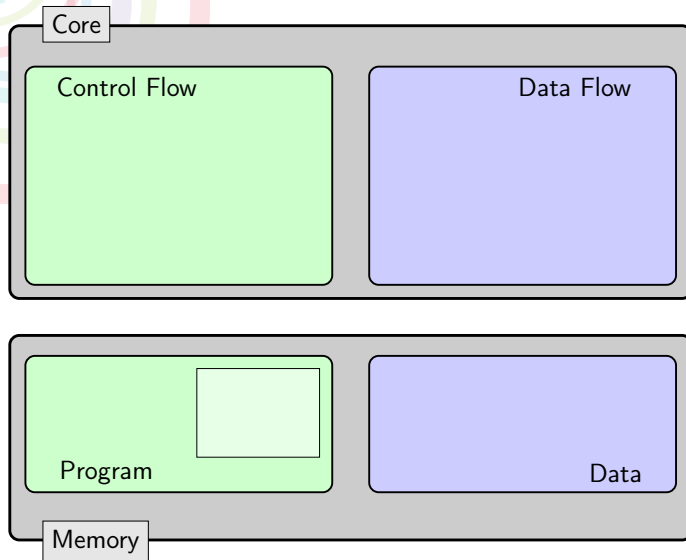 Core
Control Flow
Data Flow
Program
Data
Memory